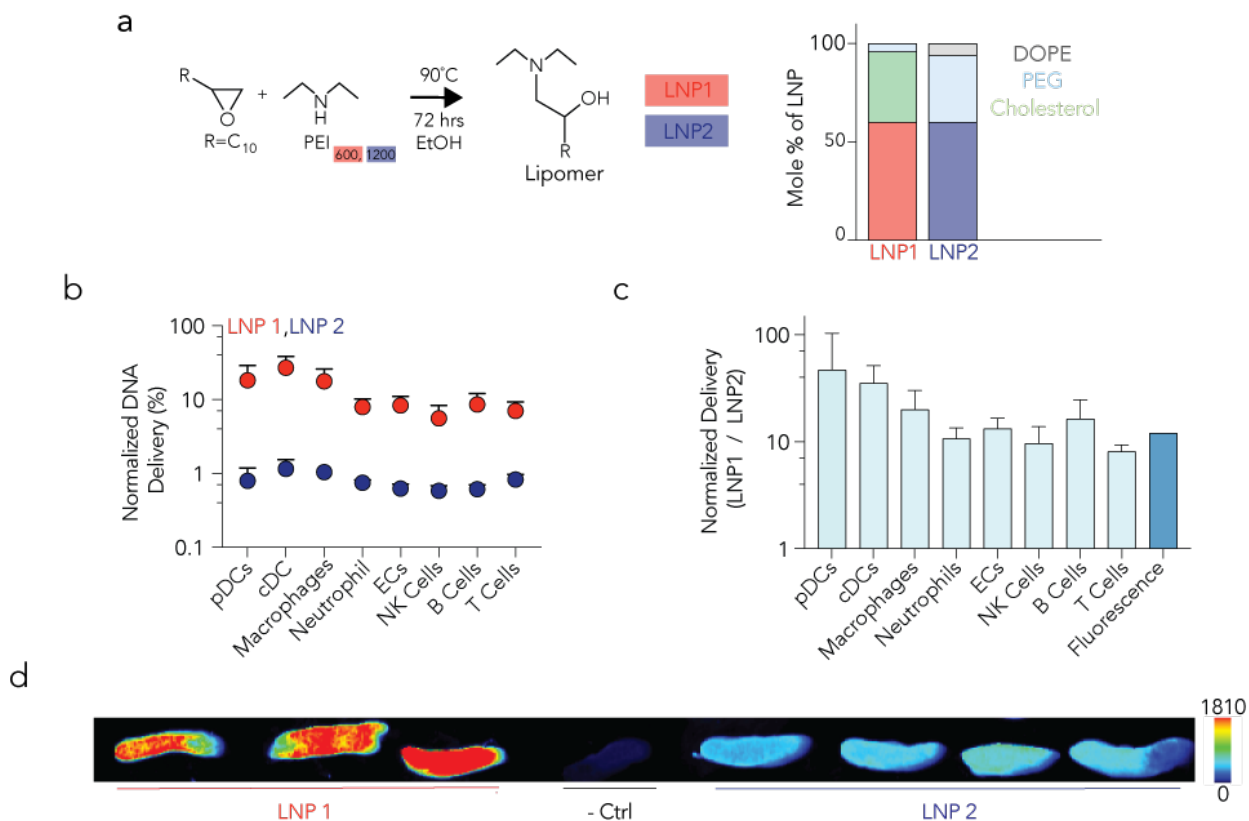 a
R
O
R=C10
+
N
H
PEI 600, 1200
90°C
72 hrs
EtOH
N
OH
R
Lipomer
LNP1
LNP2
Mole % of LNP
100
50
0
LNP1 LNP2
DOPE
PEG
Cholesterol
b
LNP 1,LNP 2
Normalized DNA
Delivery (%)
100
10
1
0.1
pDCs
cDC
Macrophages
Neutrophil
ECs
NK Cells
B Cells
T Cells
c
Normalized Delivery
(LNP1 / LNP2)
100
10
1
pDCs
cDCs
Macrophages
Neutrophils
ECs
NK Cells
B Cells
T Cells
Fluorescence
d
1810
0
LNP 1
- Ctrl
LNP 2